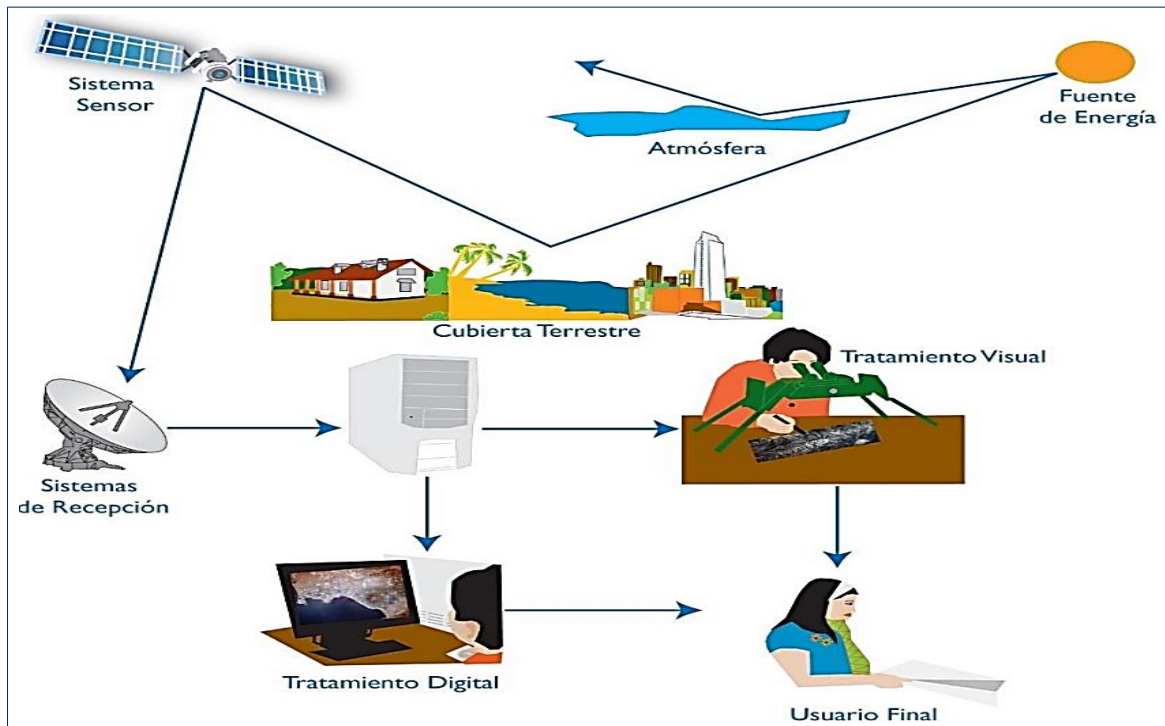 Sistema
Sensor
Fuente
de Energía
Atmósfera
Cubierta Terrestre
Tratamiento Visual
Sistemas
de Recepción
Tratamiento Digital
Usuario Final